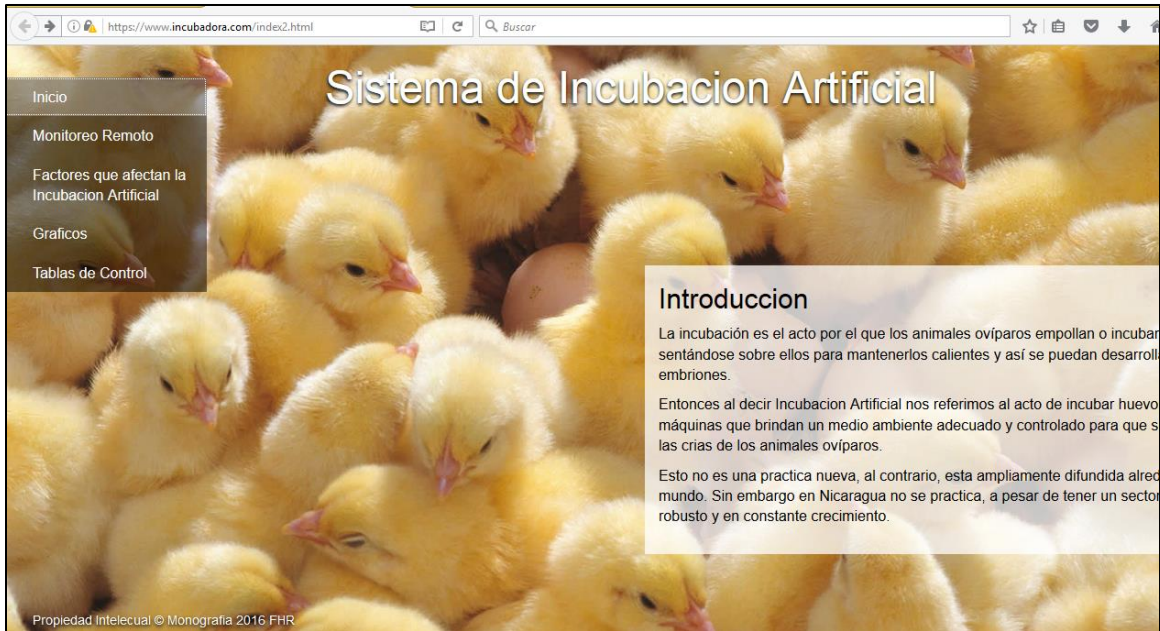 https://www.incubadora.com/index2.html
Buscar
Sistema de Incubacion Artificial
Inicio
Monitoreo Remoto
Factores que afectan la
Incubacion Artificial
Graficos
Tablas de Control
Introduccion
La incubación es el acto por el que los animales ovíparos empollan o incubar
sentándose sobre ellos para mantenerlos calientes y así se puedan desarroll
embriones.
Entonces al decir Incubacion Artificial nos referimos al acto de incubar huevo
máquinas que brindan un medio ambiente adecuado y controlado para que s
las crias de los animales ovíparos.
Esto no es una practica nueva, al contrario, esta ampliamente difundida alred
mundo. Sin embargo en Nicaragua no se practica, a pesar de tener un sector
robusto y en constante crecimiento.
Propiedad Intelecual © Monografia 2016 FHR